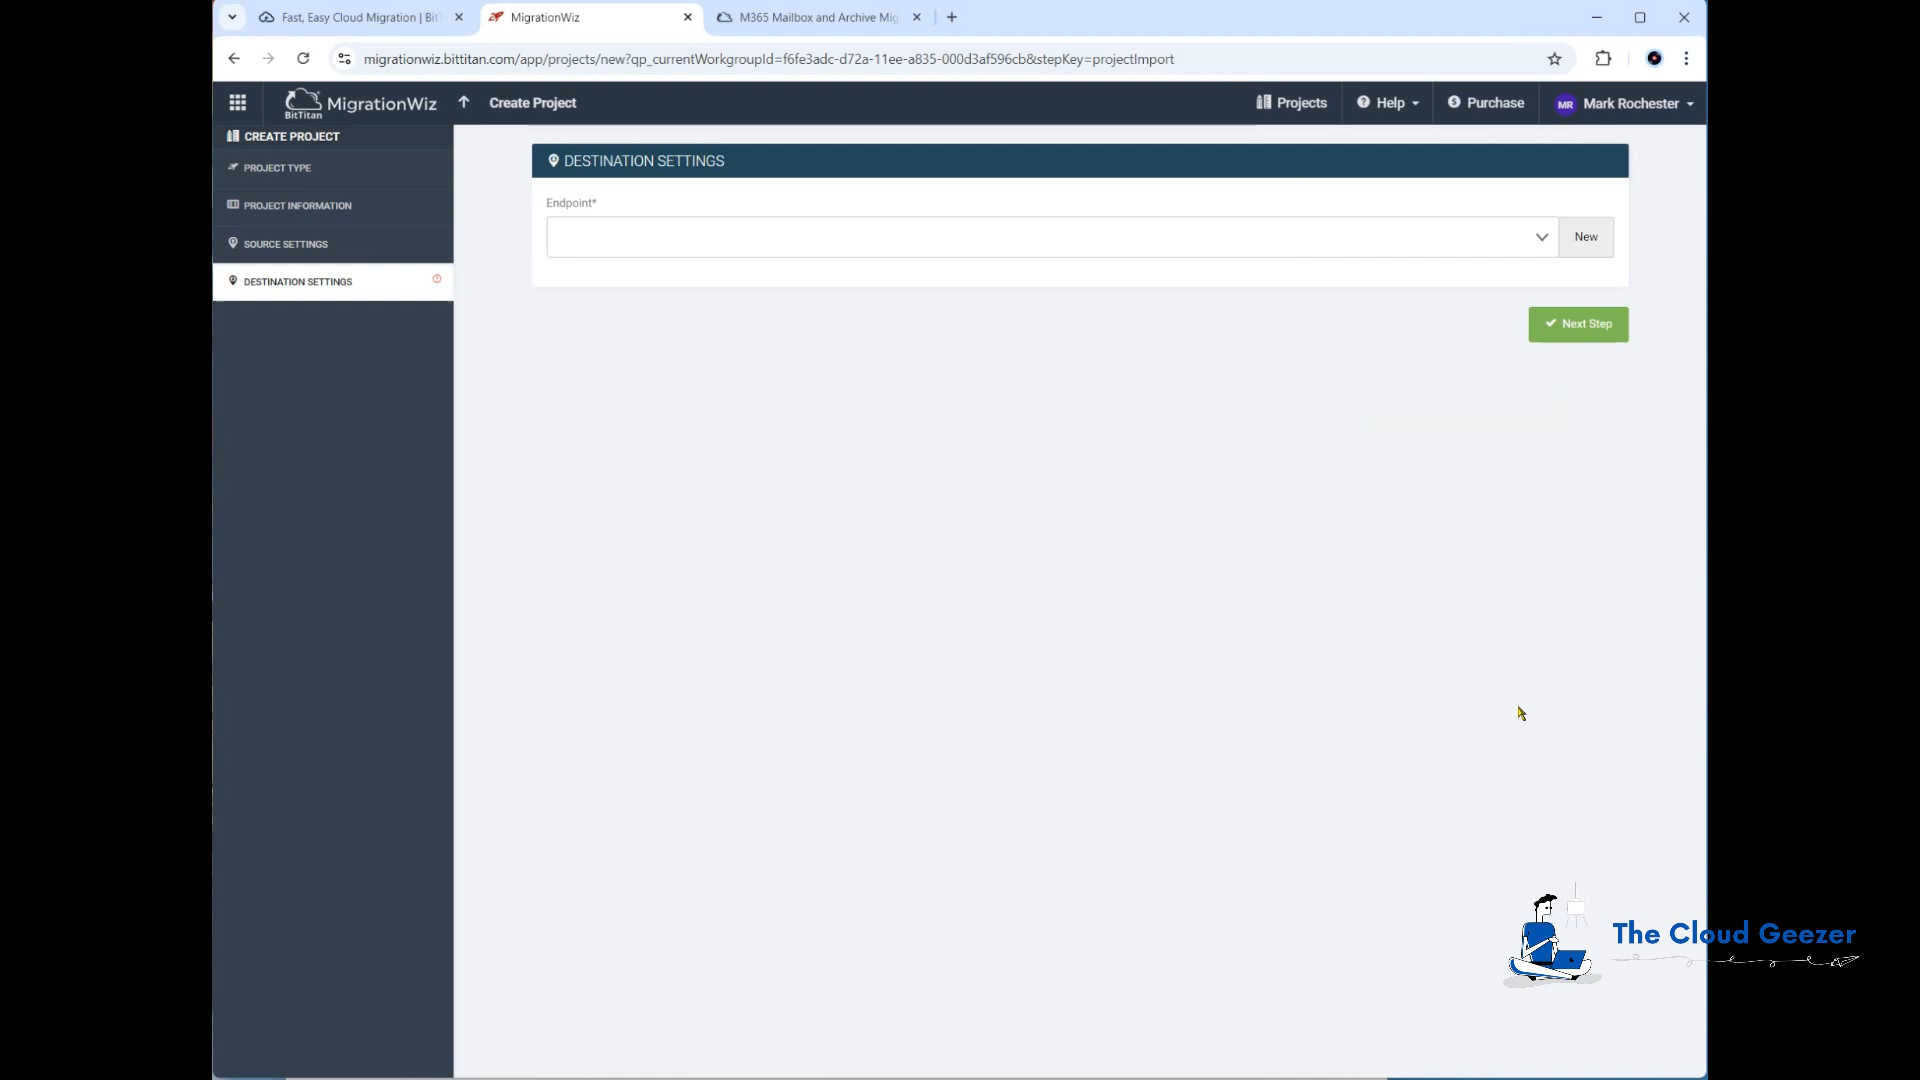 Fast, Easy Cloud Migration | Bit
MigrationWiz
M365 Mailbox and Archive Mig
migrationwiz.bittitan.com/app/projects/new?qp_currentWorkgroupId=f6fe3adc-d72a-11ee-a835-000d3af596cb&stepKey=projectImport
BitTitan
MigrationWiz
Create Project
Projects
Help
Purchase
MR
Mark Rochester
CREATE PROJECT
PROJECT TYPE
PROJECT INFORMATION
SOURCE SETTINGS
DESTINATION SETTINGS
DESTINATION SETTINGS
Endpoint*
New
Next Step
The Cloud Geezer